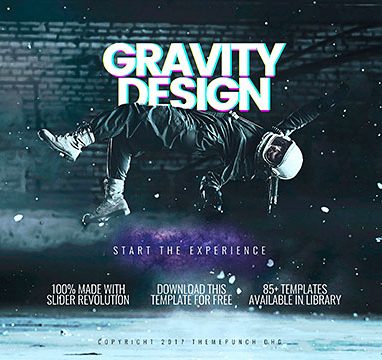 GRAVITY
DESIGN
START THE EXPERIENCE
100% MADE WITH
SLIDER REVOLUTION
DOWNLOAD THIS
TEMPLATE FOR FREE
85+ TEMPLATES
AVAILABLE IN LIBRARY
COPYRIGHT 2017 THEMEPUNCH OHG